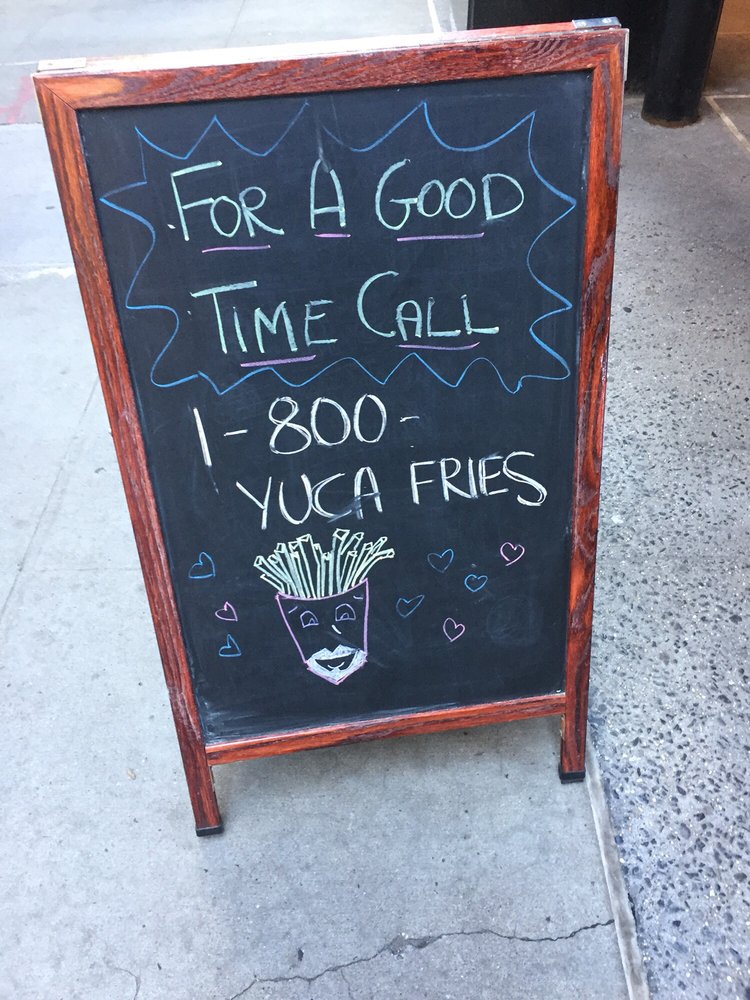 FOR A GOOD
TIME CALL
1-800-
YUCA FRIES